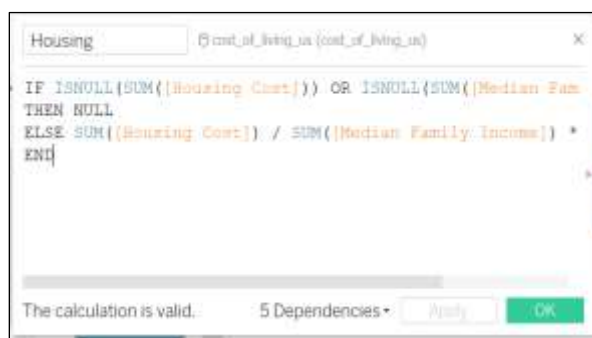 Housing cost_of_living_us (cost_of_living_us) ×
IF ISNULL(SUM([Housing Cost])) OR ISNULL(SUM([Median Fam
THEN NULL
ELSE SUM([Housing Cost]) / SUM([Median Family Income]) *
END
The calculation is valid. 5 Dependencies Apply OK